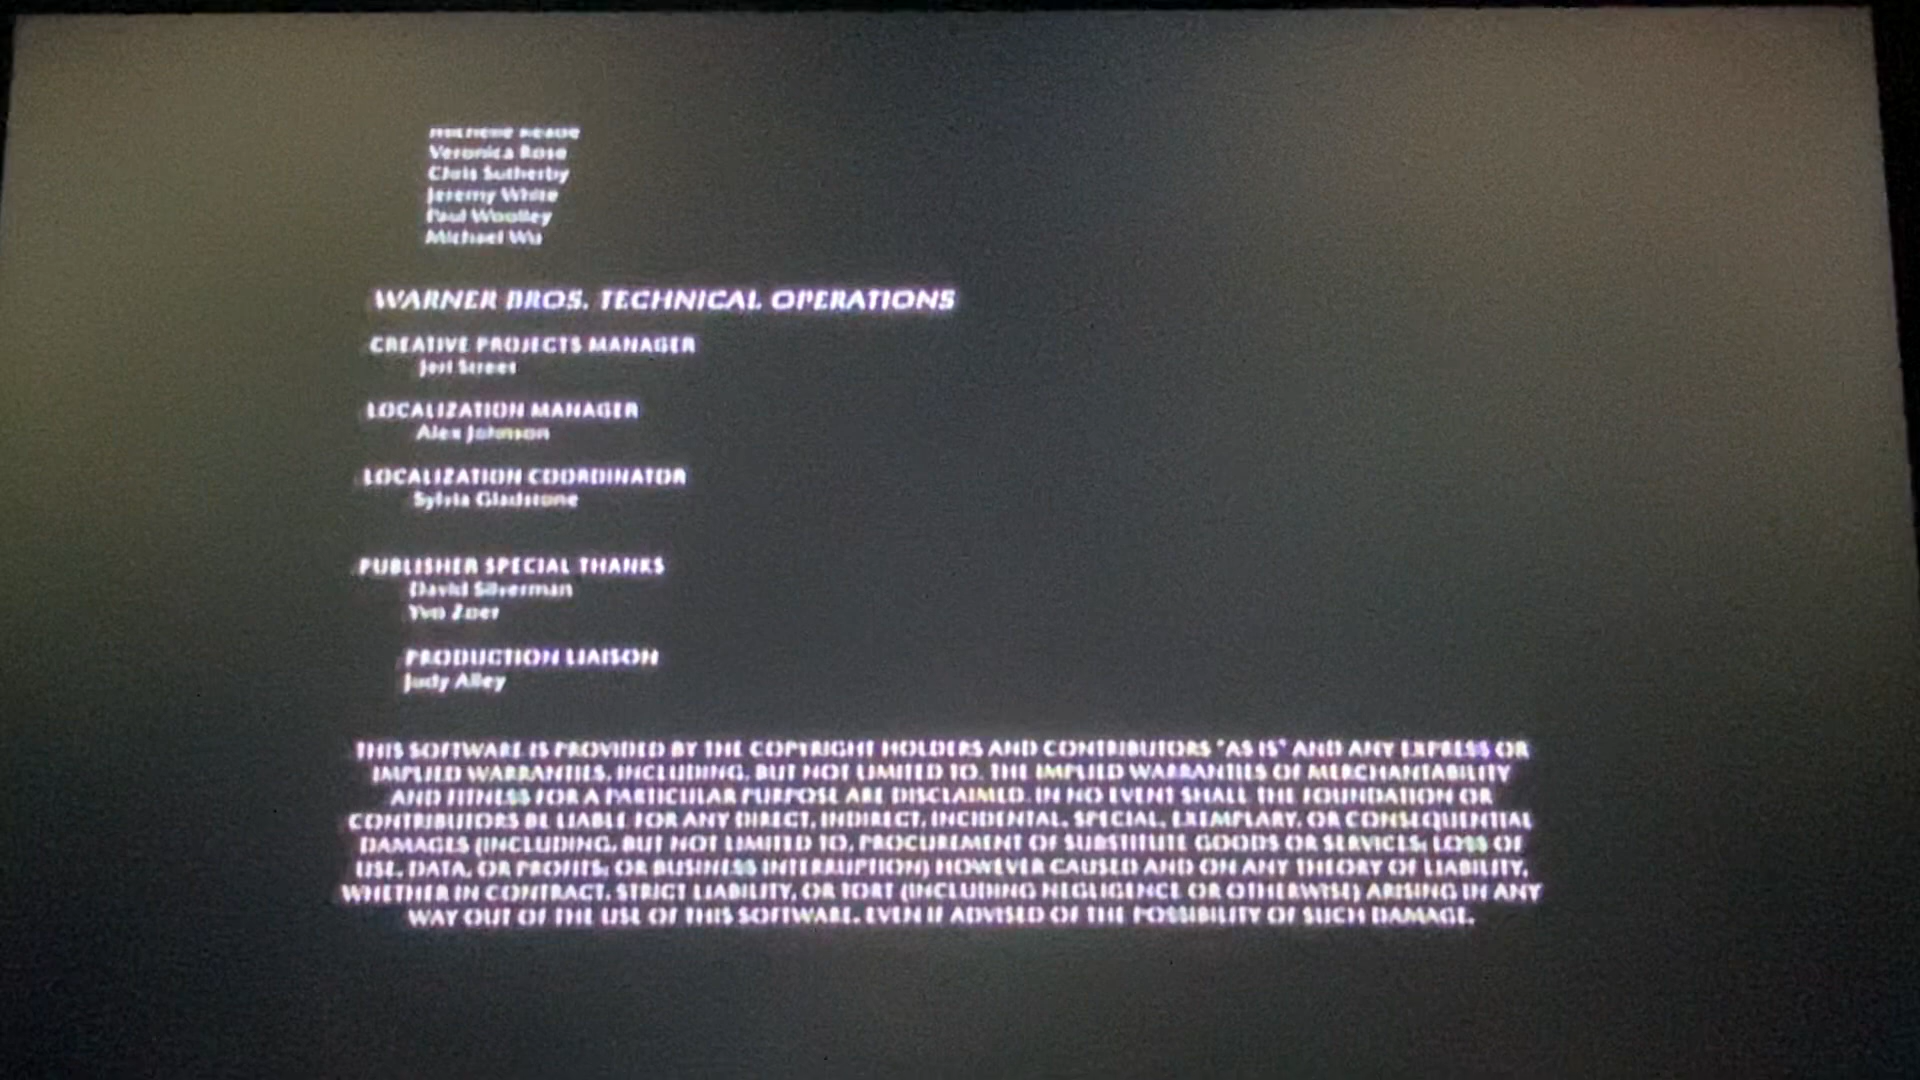 Veronica Rose
Chris Sutherby
Jeremy White
Paul Woolley
Michael Wu
WARNER BROS. TECHNICAL OPERATIONS
CREATIVE PROJECTS MANAGER
Street
LOCALIZATION MANAGER
Alex Johnson
LOCALIZATION COORDINATOR
Sylvia Gladstone
PUBLISHER SPECIAL THANKS
David Silverman
Yvo Zoer
PRODUCTION LIAISON
Judy Alley
THIS SOFTWARE IS PROVIDED BY THE COPYRIGHT HOLDERS AND CONTRIBUTORS "AS IS" AND ANY EXPRESS OR
IMPLIED WARRANTIES, INCLUDING, BUT NOT LIMITED TO, THE IMPLIED WARRANTIES OF MERCHANTABILITY
AND FITNESS FOR A PARTICULAR PURPOSE ARE DISCLAIMED. IN NO EVENT SHALL THE FOUNDATION OR
CONTRIBUTORS BE LIABLE FOR ANY DIRECT, INDIRECT, INCIDENTAL, SPECIAL, EXEMPLARY, OR CONSEQUENTIAL
DAMAGES (INCLUDING, BUT NOT LIMITED TO, PROCUREMENT OF SUBSTITUTE GOODS OR SERVICES; LOSS OF
USE, DATA, OR PROFITS; OR BUSINESS INTERRUPTION) HOWEVER CAUSED AND ON ANY THEORY OF LIABILITY,
WHETHER IN CONTRACT, STRICT LIABILITY, OR TORT (INCLUDING NEGLIGENCE OR OTHERWISE) ARISING IN ANY
WAY OUT OF THE USE OF THIS SOFTWARE, EVEN IF ADVISED OF THE POSSIBILITY OF SUCH DAMAGE.